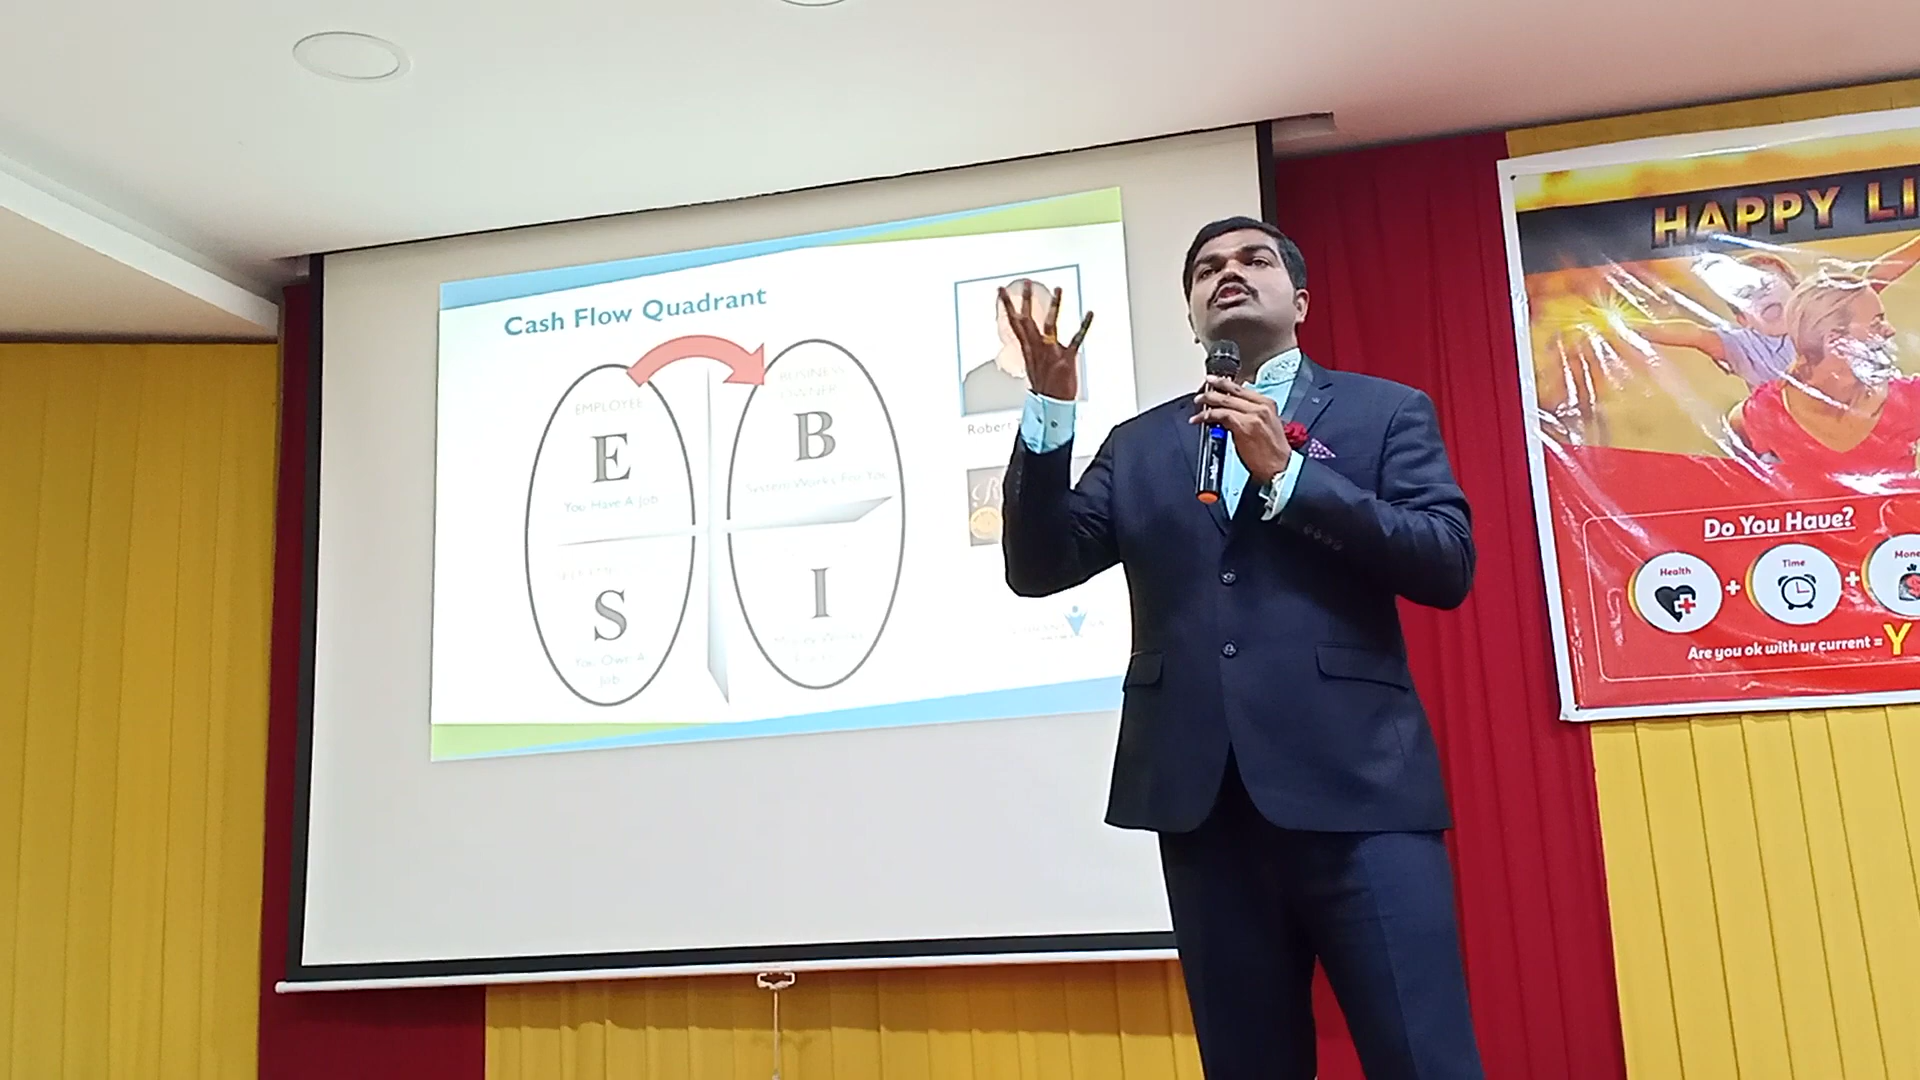 Cash Flow Quadrant
EMPLOYEE
E
You Have A Job
S
You Own A
Job
BUSINESS
OWNER
B
System Works For You
I
Robert
HAPPY LI
Do You Have?
Health
+
Time
+
Mone
Are you ok with ur current = Y